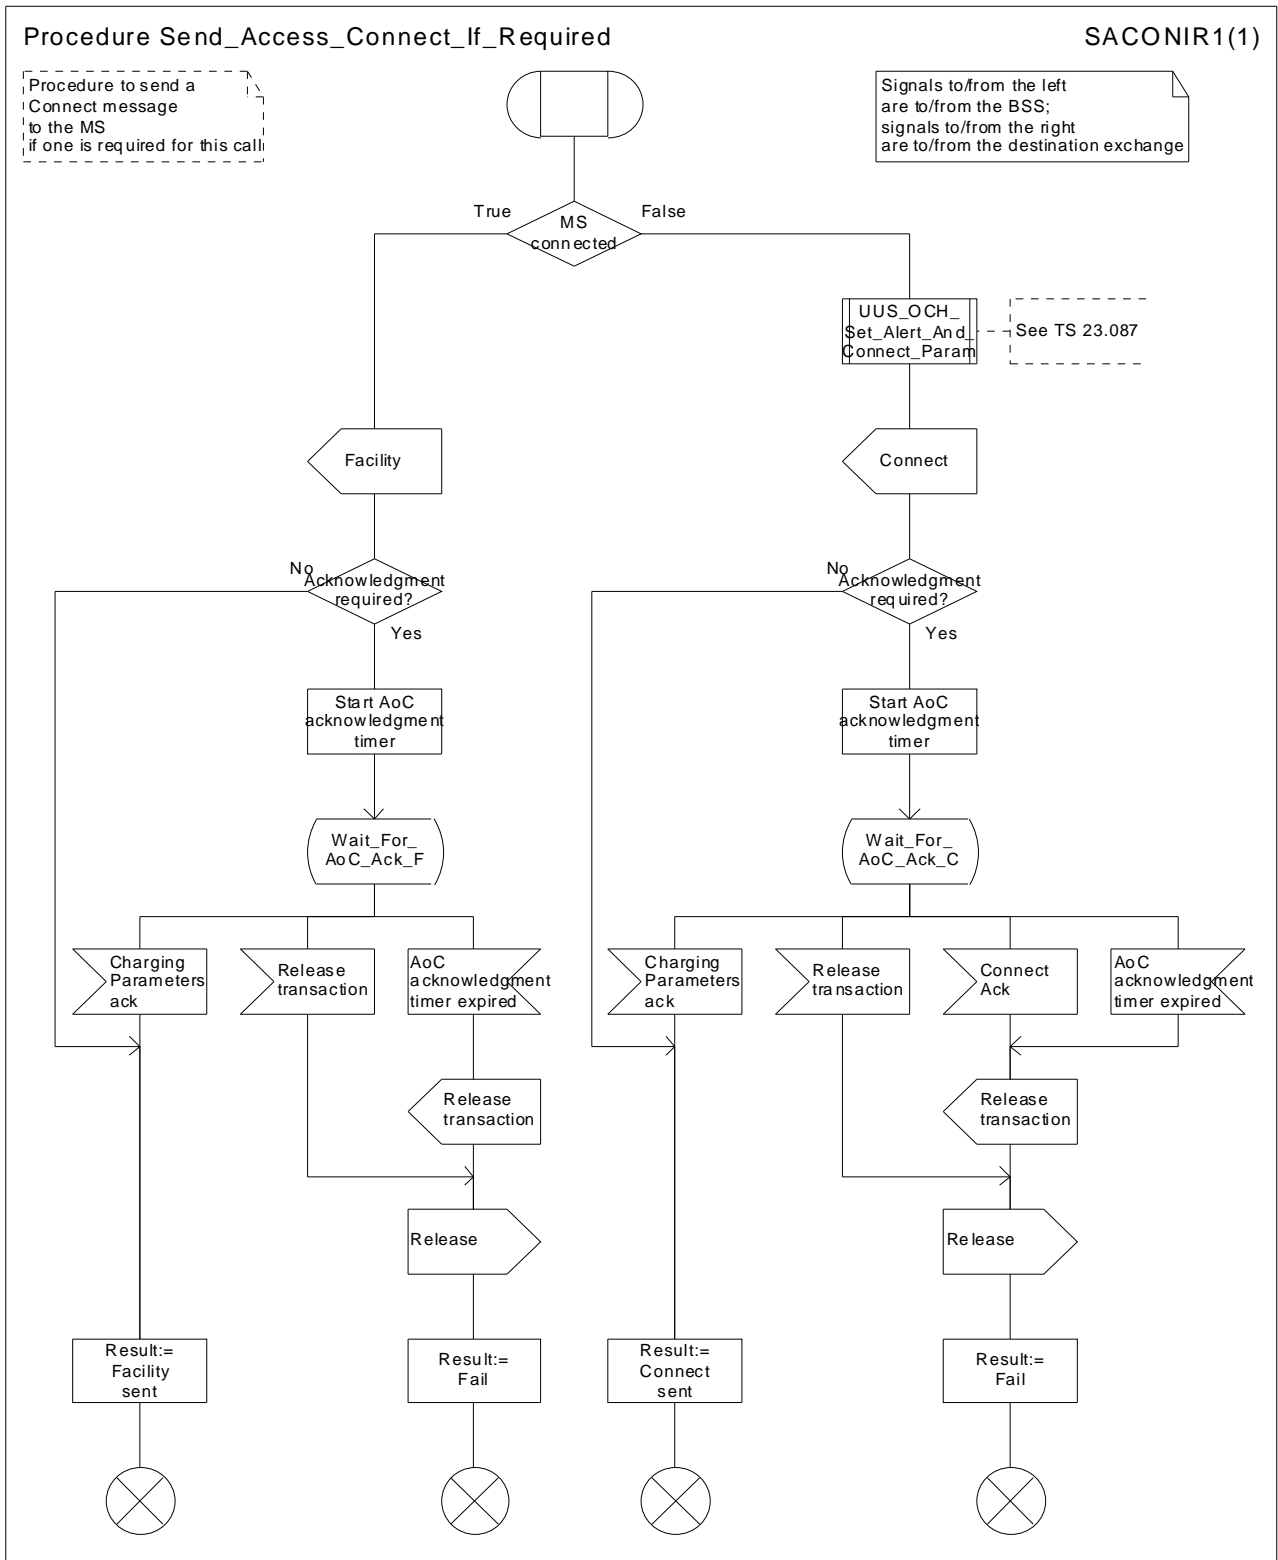 Procedure Send_Access_Connect_If_Required
SACONIR1(1)
Procedure to send a
Connect message
to the MS
if one is required for this call
Signals to/from the left
are to/from the BSS;
signals to/from the right
are to/from the destination exchange
True
MS
connected
False
UUS_OCH_
Set_Alert_And_
Connect_Param
See TS 23.087
Facility
Connect
No
Acknowledgment
required?
Yes
No
Acknowledgment
required?
Yes
Start AoC
acknowledgment
timer
Start AoC
acknowledgment
timer
Wait_For_
AoC_Ack_F
Wait_For_
AoC_Ack_C
Charging
Parameters
ack
Release
transaction
AoC
acknowledgment
timer expired
Charging
Parameters
ack
Release
transaction
Connect
Ack
AoC
acknowledgment
timer expired
Release
transaction
Release
transaction
Release
Release
Result:=
Facility
sent
Result:=
Fail
Result:=
Connect
sent
Result:=
Fail